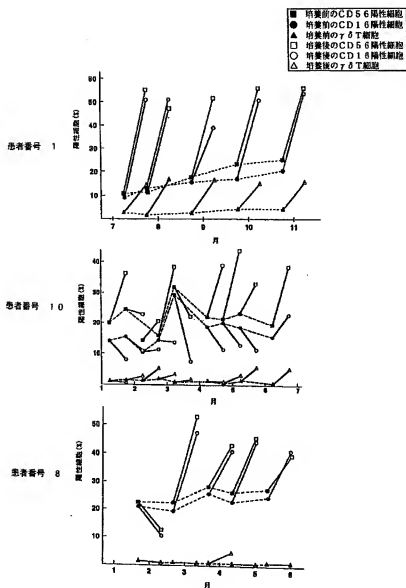 ■ 培養前のCD56陽性細胞
● 培養前のCD16陽性細胞
▲ 培養前のγδT細胞
□ 培養後のCD56陽性細胞
○ 培養後のCD16陽性細胞
△ 培養後のγδT細胞
患者番号 1
陽性細胞(%)
60
50
40
30
20
10
7 8 9 10 11
月
患者番号 10
陽性細胞(%)
40
30
20
10
1 2 3 4 5 6 7
月
患者番号 8
陽性細胞(%)
50
40
30
20
10
1 2 3 4 5 6
月